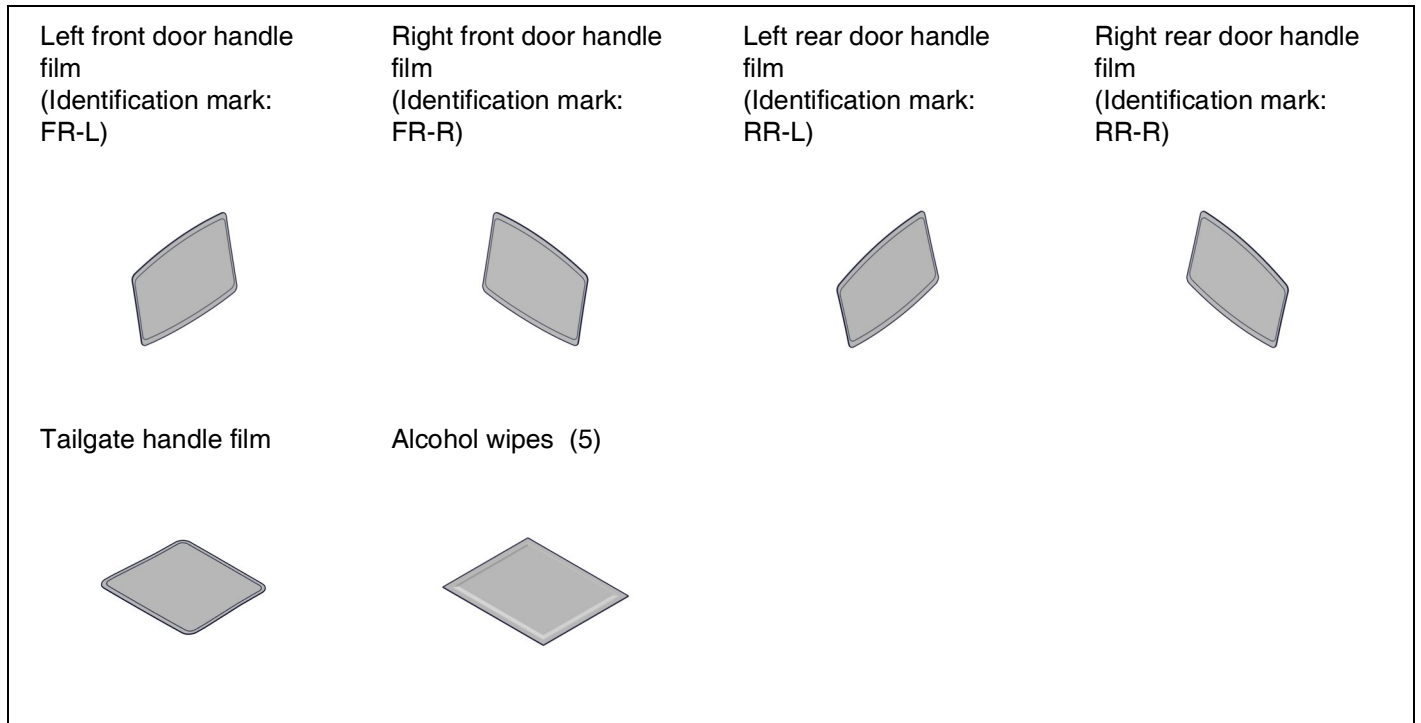 Left front door handle
film
(Identification mark:
FR-L)
Right front door handle
film
(Identification mark:
FR-R)
Left rear door handle
film
(Identification mark:
RR-L)
Right rear door handle
film
(Identification mark:
RR-R)
Tailgate handle film
Alcohol wipes  (5)